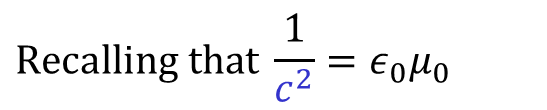 Recalling that 1/c² = ϵ₀μ₀